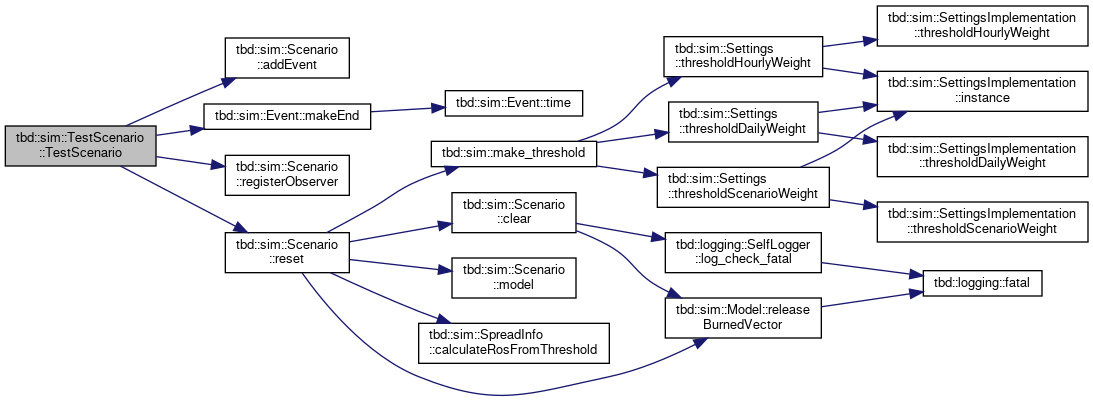 tbd::sim::TestScenario
::TestScenario
tbd::sim::Scenario
::addEvent
tbd::sim::Event::makeEnd
tbd::sim::Scenario
::registerObserver
tbd::sim::Scenario
::reset
tbd::sim::Event::time
tbd::sim::make_threshold
tbd::sim::Scenario
::clear
tbd::sim::Scenario
::model
tbd::sim::SpreadInfo
::calculateRosFromThreshold
tbd::sim::Settings
::thresholdHourlyWeight
tbd::sim::Settings
::thresholdDailyWeight
tbd::sim::Settings
::thresholdScenarioWeight
tbd::logging::SelfLogger
::log_check_fatal
tbd::sim::Model::release
BurnedVector
tbd::sim::SettingsImplementation
::thresholdHourlyWeight
tbd::sim::SettingsImplementation
::instance
tbd::sim::SettingsImplementation
::thresholdDailyWeight
tbd::sim::SettingsImplementation
::thresholdScenarioWeight
tbd::logging::fatal